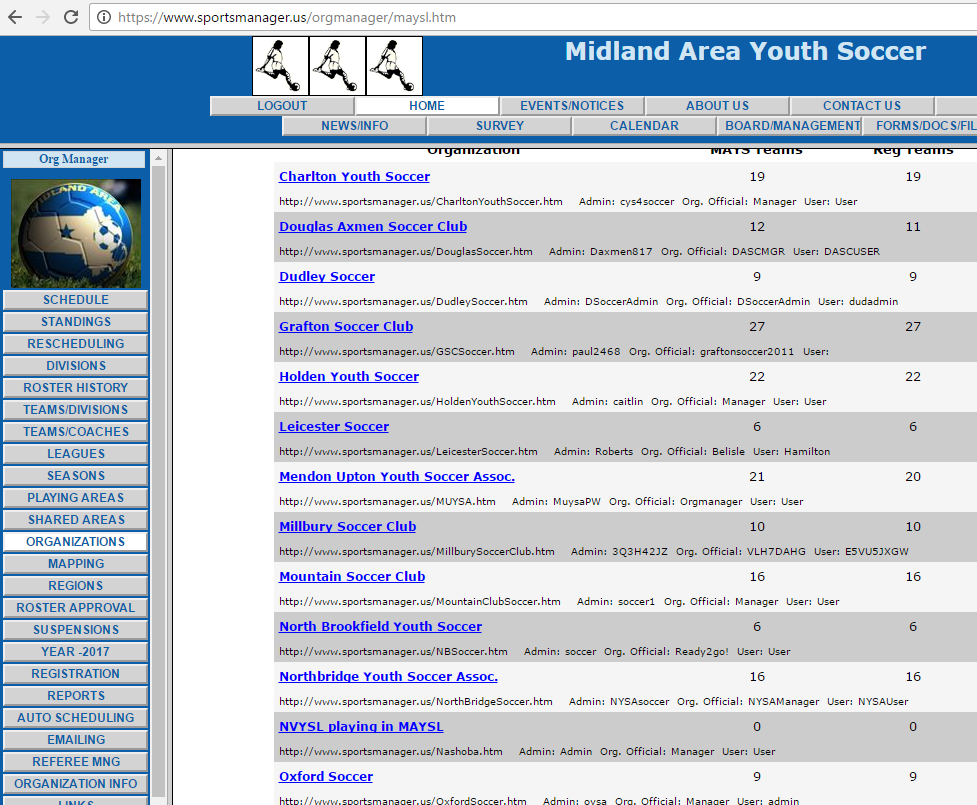 https://www.sportsmanager.us/orgmanager/maysl.htm
Midland Area Youth Soccer
LOGOUT HOME EVENTS/NOTICES ABOUT US CONTACT US
NEWS/INFO SURVEY CALENDAR BOARD/MANAGEMENT FORMS/DOCS/FIL
Org Manager
MIDLAND AREA
SCHEDULE
STANDINGS
RESCHEDULING
DIVISIONS
ROSTER HISTORY
TEAMS/DIVISIONS
TEAMS/COACHES
LEAGUES
SEASONS
PLAYING AREAS
SHARED AREAS
ORGANIZATIONS
MAPPING
REGIONS
ROSTER APPROVAL
SUSPENSIONS
YEAR -2017
REGISTRATION
REPORTS
AUTO SCHEDULING
EMAILING
REFEREE MNG
ORGANIZATION INFO
LINKS
Organization MAYS Teams Reg Teams
Charlton Youth Soccer 19 19
http://www.sportsmanager.us/CharltonYouthSoccer.htm Admin: cys4soccer Org. Official: Manager User: User
Douglas Axmen Soccer Club 12 11
http://www.sportsmanager.us/DouglasSoccer.htm Admin: Daxmen817 Org. Official: DASCMGR User: DASCUSER
Dudley Soccer 9 9
http://www.sportsmanager.us/DudleySoccer.htm Admin: DSoccerAdmin Org. Official: DSoccerAdmin User: dudadmin
Grafton Soccer Club 27 27
http://www.sportsmanager.us/GSCSoccer.htm Admin: paul2468 Org. Official: graftonsoccer2011 User:
Holden Youth Soccer 22 22
http://www.sportsmanager.us/HoldenYouthSoccer.htm Admin: caitlin Org. Official: Manager User: User
Leicester Soccer 6 6
http://www.sportsmanager.us/LeicesterSoccer.htm Admin: Roberts Org. Official: Belisle User: Hamilton
Mendon Upton Youth Soccer Assoc. 21 20
http://www.sportsmanager.us/MUYSA.htm Admin: MuysaPW Org. Official: Orgmanager User: User
Millbury Soccer Club 10 10
http://www.sportsmanager.us/MillburySoccerClub.htm Admin: 3Q3H42JZ Org. Official: VLH7DAHG User: E5VU5JXGW
Mountain Soccer Club 16 16
http://www.sportsmanager.us/MountainClubSoccer.htm Admin: soccer1 Org. Official: Manager User: User
North Brookfield Youth Soccer 6 6
http://www.sportsmanager.us/NBSoccer.htm Admin: soccer Org. Official: Ready2go! User: User
Northbridge Youth Soccer Assoc. 16 16
http://www.sportsmanager.us/NorthBridgeSoccer.htm Admin: NYSAsoccer Org. Official: NYSAManager User: NYSAUser
NVYSL playing in MAYSL 0 0
http://www.sportsmanager.us/Nashoba.htm Admin: Admin Org. Official: Manager User: User
Oxford Soccer 9 9
http://www.sportsmanager.us/OxfordSoccer.htm Admin: oysa Org. Official: Manager User: admin